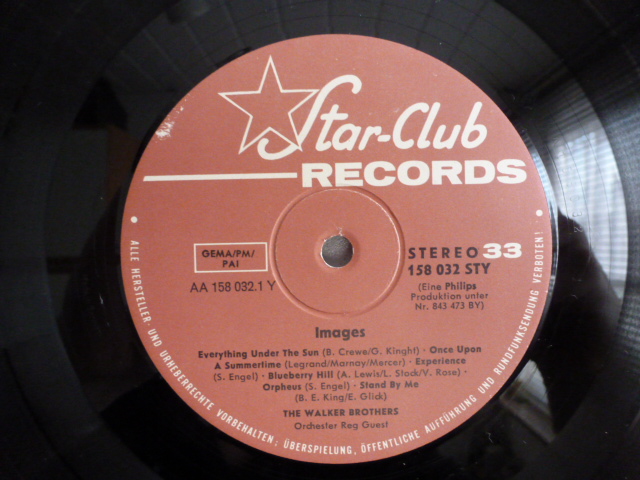 Star-Club
RECORDS
GEMA/PM/
PAI
AA 158 032.1 Y
STEREO 33
158 032 STY
(Eine Philips
Produktion unter
Nr. 843 473 BY)
Images
Everything Under The Sun (B. Crewe/G. Kinght) · Once Upon
A Summertime (Legrand/Marnay/Mercer) · Experience
(S. Engel) · Blueberry Hill (A. Lewis/L. Stock/V. Rose) ·
Orpheus (S. Engel) · Stand By Me
(B. E. King/E. Glick)
THE WALKER BROTHERS
Orchester Reg Guest
· ALLE HERSTELLER- UND URHEBERRECHTE VORBEHALTEN: ÜBERSPIELUNG, ÖFFENTLICHE AUFFÜHRUNG UND RUNDFUNKSENDUNG VERBOTEN! ·